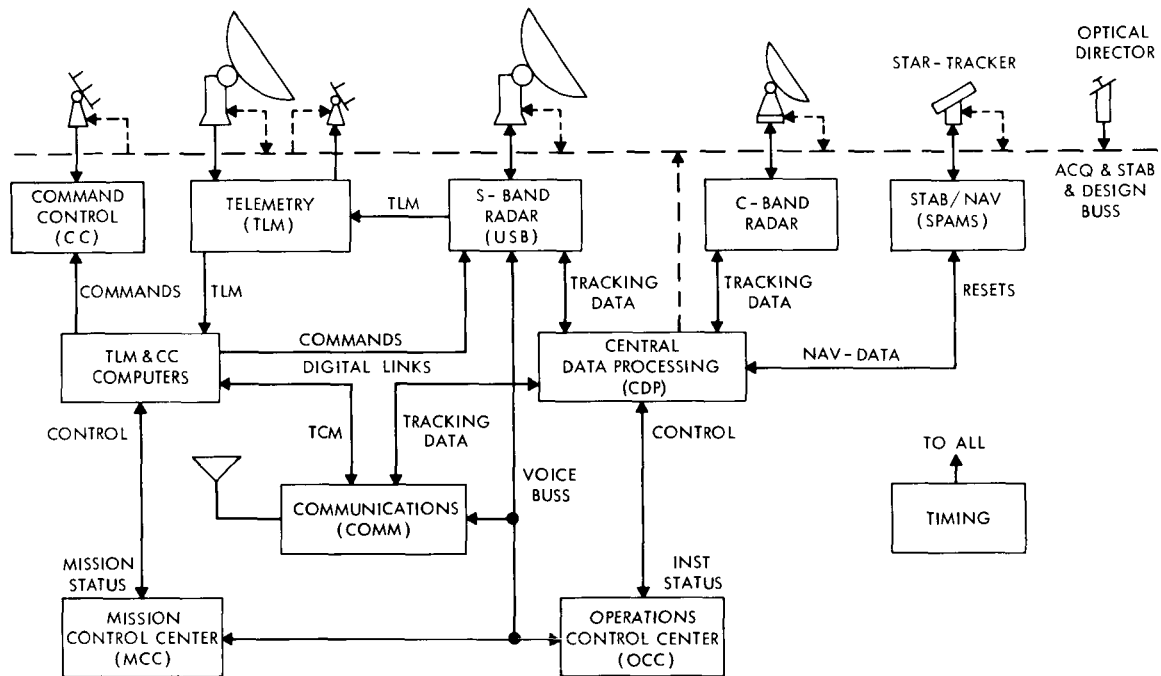 OPTICAL
DIRECTOR
STAR-TRACKER
ACQ & STAB
& DESIGN
BUSS
COMMAND
CONTROL
(CC)
TELEMETRY
(TLM)
TLM
S-BAND
RADAR
(USB)
C-BAND
RADAR
STAB/NAV
(SPAMS)
COMMANDS
TLM
TRACKING
DATA
TRACKING
DATA
RESETS
TLM & CC
COMPUTERS
COMMANDS
DIGITAL LINKS
CENTRAL
DATA PROCESSING
(CDP)
NAV-DATA
CONTROL
TCM
TRACKING
DATA
CONTROL
TO ALL
VOICE
BUSS
COMMUNICATIONS
(COMM)
TIMING
MISSION
STATUS
INST
STATUS
MISSION
CONTROL CENTER
(MCC)
OPERATIONS
CONTROL CENTER
(OCC)